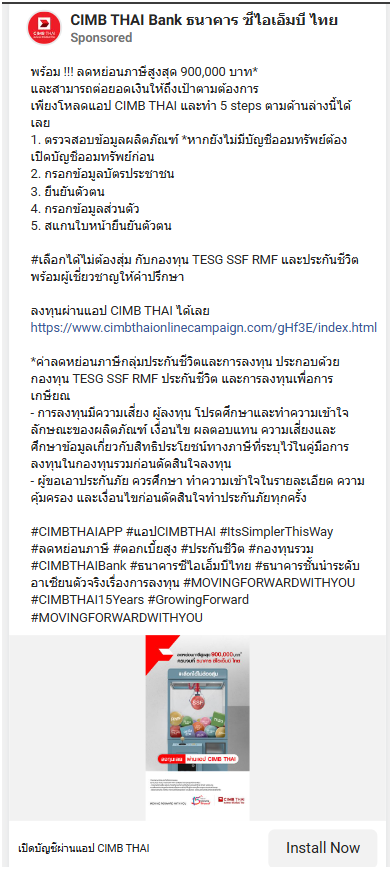 CIMB THAI Bank ธนาคาร ซีไอเอ็มบี ไทย
Sponsored
พร้อม !!! ลดหย่อนภาษีสูงสุด 900,000 บาท*
และสามารถต่อยอดเงินให้ถึงเป้าตามต้องการ
เพียงโหลดแอป CIMB THAI และทำ 5 steps ตามด้านล่างนี้ได้
เลย
1. ตรวจสอบข้อมูลผลิตภัณฑ์ *หากยังไม่มีบัญชีออมทรัพย์ต้อง
เปิดบัญชีออมทรัพย์ก่อน
2. กรอกข้อมูลบัตรประชาชน
3. ยืนยันตัวตน
4. กรอกข้อมูลส่วนตัว
5. สแกนใบหน้ายืนยันตัวตน
#เลือกได้ไม่ต้องสุ่ม กับกองทุน TESG SSF RMF และประกันชีวิต
พร้อมผู้เชี่ยวชาญให้คำปรึกษา
ลงทุนผ่านแอป CIMB THAI ได้เลย
https://www.cimbthaionlinecampaign.com/gHf3E/index.html
*ค่าลดหย่อนภาษีกลุ่มประกันชีวิตและการลงทุน ประกอบด้วย
กองทุน TESG SSF RMF ประกันชีวิต และการลงทุนเพื่อการ
เกษียณ
- การลงทุนมีความเสี่ยง ผู้ลงทุน โปรดศึกษาและทำความเข้าใจ
ลักษณะของผลิตภัณฑ์ เงื่อนไข ผลตอบแทน ความเสี่ยงและ
ศึกษาข้อมูลเกี่ยวกับสิทธิประโยชน์ทางภาษีที่ระบุไว้ในคู่มือการ
ลงทุนในกองทุนรวมก่อนตัดสินใจลงทุน
- ผู้ขอเอาประกันภัย ควรศึกษา ทำความเข้าใจในรายละเอียด ความ
คุ้มครอง และเงื่อนไขก่อนตัดสินใจทำประกันภัยทุกครั้ง
#CIMBTHAIAPP #แอปCIMBTHAI #ItsSimplerThisWay
#ลดหย่อนภาษี #ดอกเบี้ยสูง #ประกันชีวิต #กองทุนรวม
#CIMBTHAIBank #ธนาคารซีไอเอ็มบีไทย #ธนาคารชั้นนำระดับ
อาเซียนตัวจริงเรื่องการลงทุน #MOVINGFORWARDWITHYOU
#CIMBTHAI15Years #GrowingForward
#MOVINGFORWARDWITHYOU
ลดหย่อนภาษีสูงสุด 900,000 บาท*
ครบจบที่ ธนาคาร ซีไอเอ็มบี ไทย
SSF
ลงทุนเลย ผ่านแอป CIMB THAI
CIMB THAI
เปิดบัญชีผ่านแอป CIMB THAI
Install Now